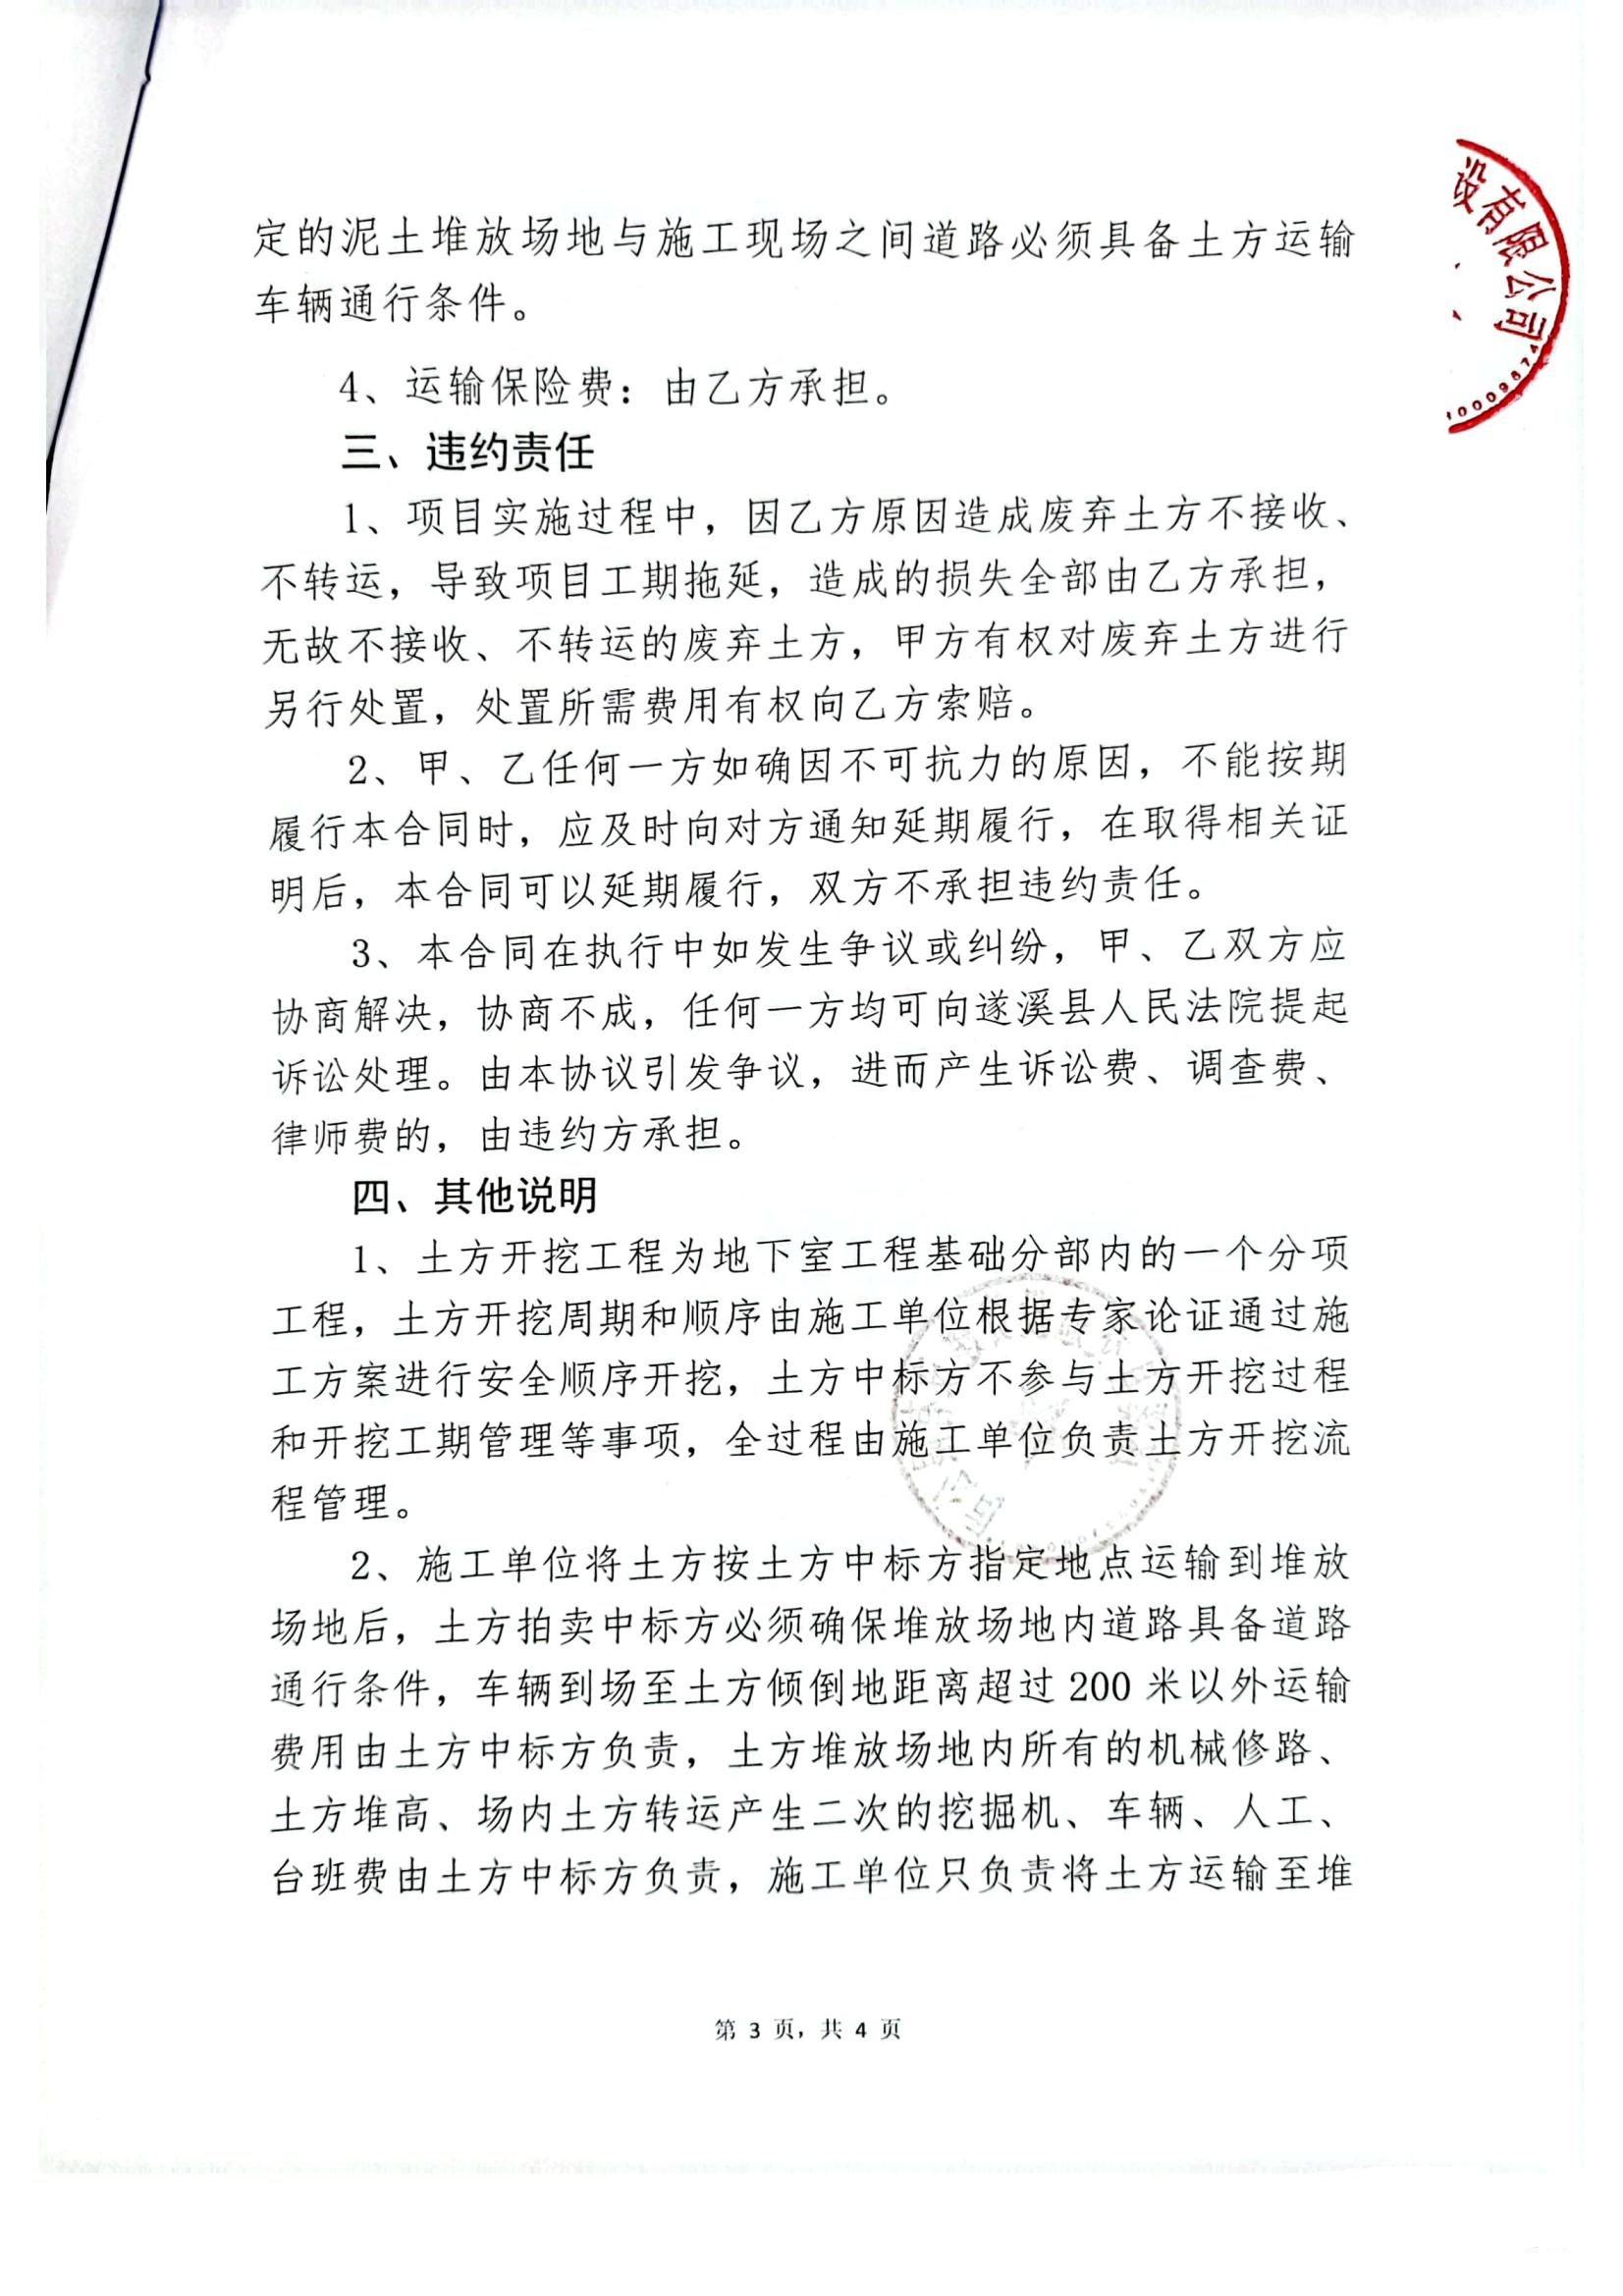 设有限公司
定的泥土堆放场地与施工现场之间道路必须具备土方运输
车辆通行条件。
4、运输保险费：由乙方承担。
三、违约责任
1、项目实施过程中，因乙方原因造成废弃土方不接收、
不转运，导致项目工期拖延，造成的损失全部由乙方承担，
无故不接收、不转运的废弃土方，甲方有权对废弃土方进行
另行处置，处置所需费用有权向乙方索赔。
2、甲、乙任何一方如确因不可抗力的原因，不能按期
履行本合同时，应及时向对方通知延期履行，在取得相关证
明后，本合同可以延期履行，双方不承担违约责任。
3、本合同在执行中如发生争议或纠纷，甲、乙双方应
协商解决，协商不成，任何一方均可向遂溪县人民法院提起
诉讼处理。由本协议引发争议，进而产生诉讼费、调查费、
律师费的，由违约方承担。
四、其他说明
1、土方开挖工程为地下室工程基础分部内的一个分项
工程，土方开挖周期和顺序由施工单位根据专家论证通过施
工方案进行安全顺序开挖，土方中标方不参与土方开挖过程
和开挖工期管理等事项，全过程由施工单位负责土方开挖流
程管理。
2、施工单位将土方按土方中标方指定地点运输到堆放
场地后，土方拍卖中标方必须确保堆放场地内道路具备道路
通行条件，车辆到场至土方倾倒地距离超过 200 米以外运输
费用由土方中标方负责，土方堆放场地内所有的机械修路、
土方堆高、场内土方转运产生二次的挖掘机、车辆、人工、
台班费由土方中标方负责，施工单位只负责将土方运输至堆
第 3 页，共 4 页